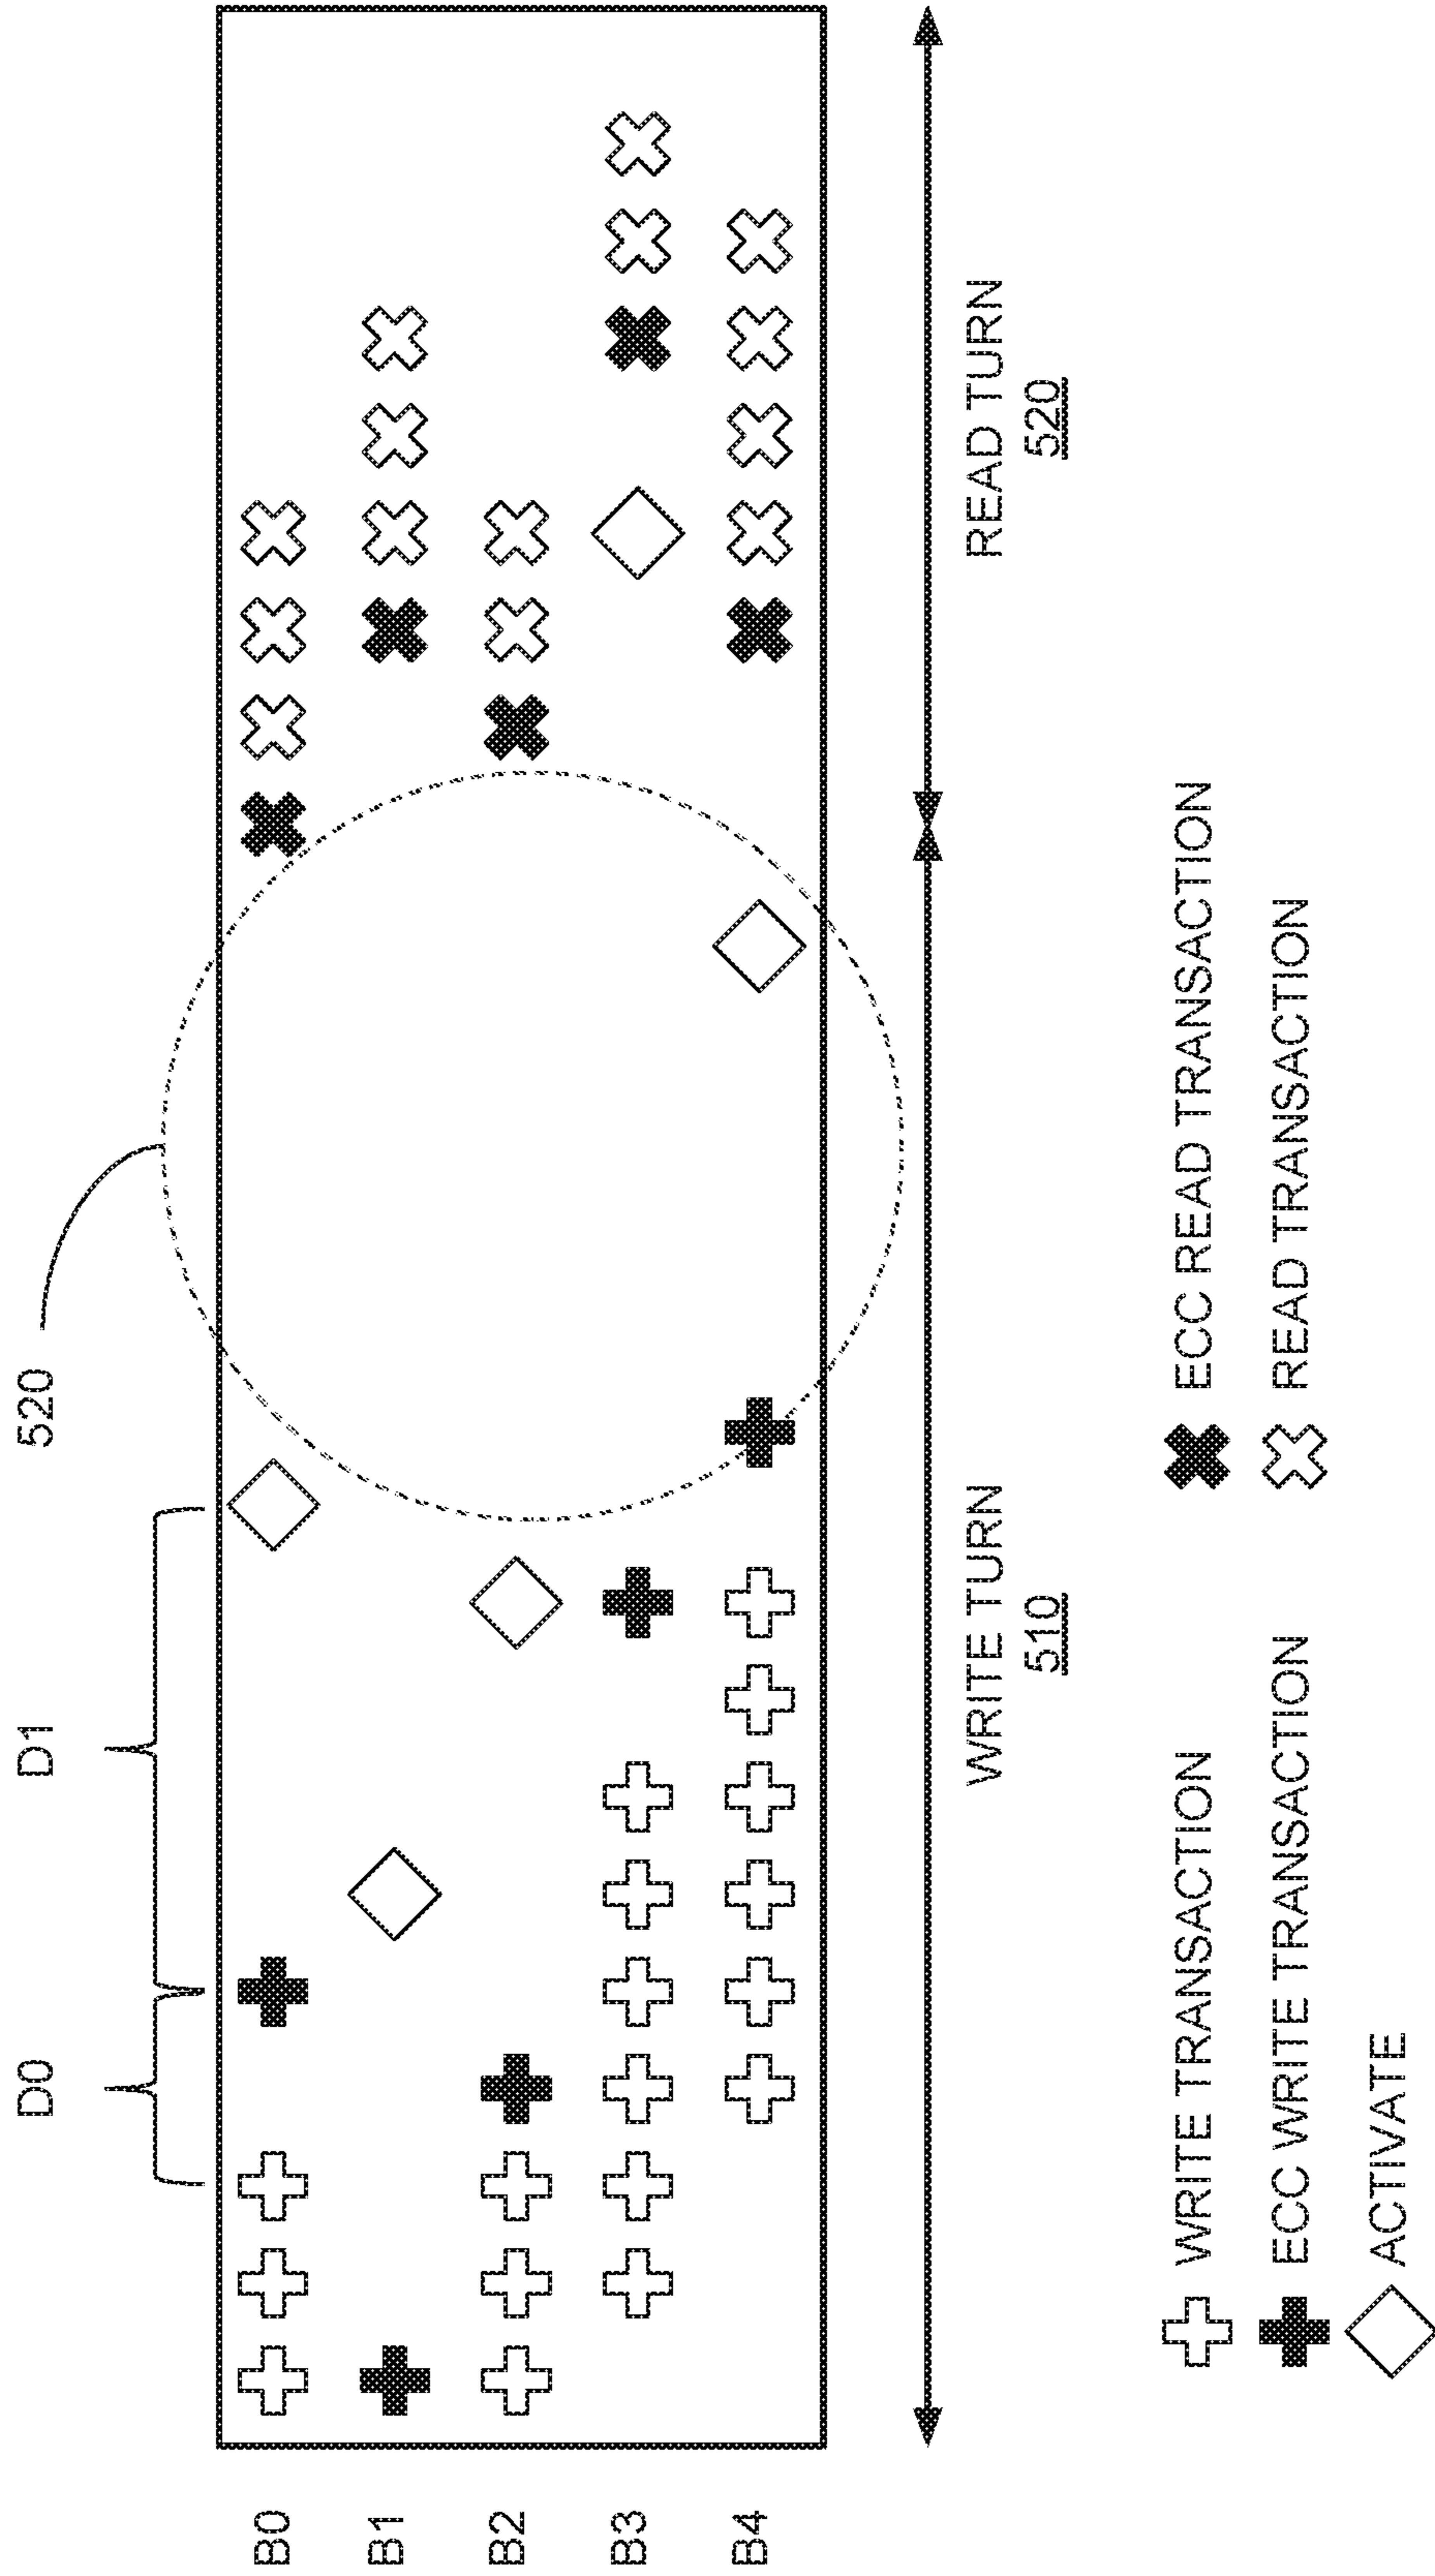 520
D0
D1
B0
B1
B2
B3
B4
WRITE TURN
510
READ TURN
520
WRITE TRANSACTION
ECC READ TRANSACTION
ECC WRITE TRANSACTION
READ TRANSACTION
ACTIVATE